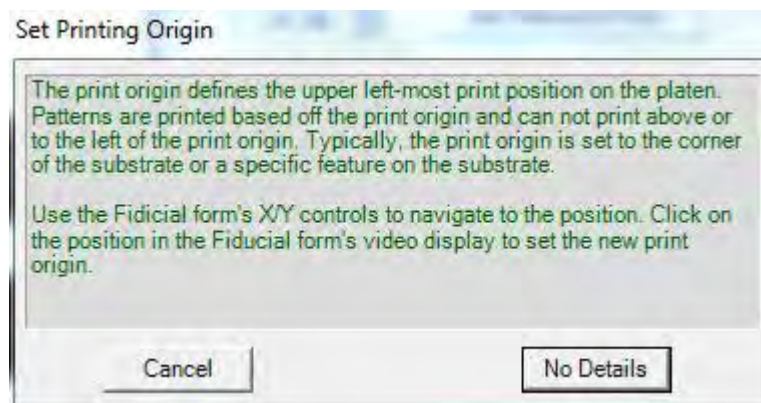 Set Printing Origin
The print origin defines the upper left-most print position on the platen.
Patterns are printed based off the print origin and can not print above or
to the left of the print origin. Typically, the print origin is set to the corner
of the substrate or a specific feature on the substrate.
Use the Fidicial form's X/Y controls to navigate to the position. Click on
the position in the Fiducial form's video display to set the new print
origin.
Cancel
No Details